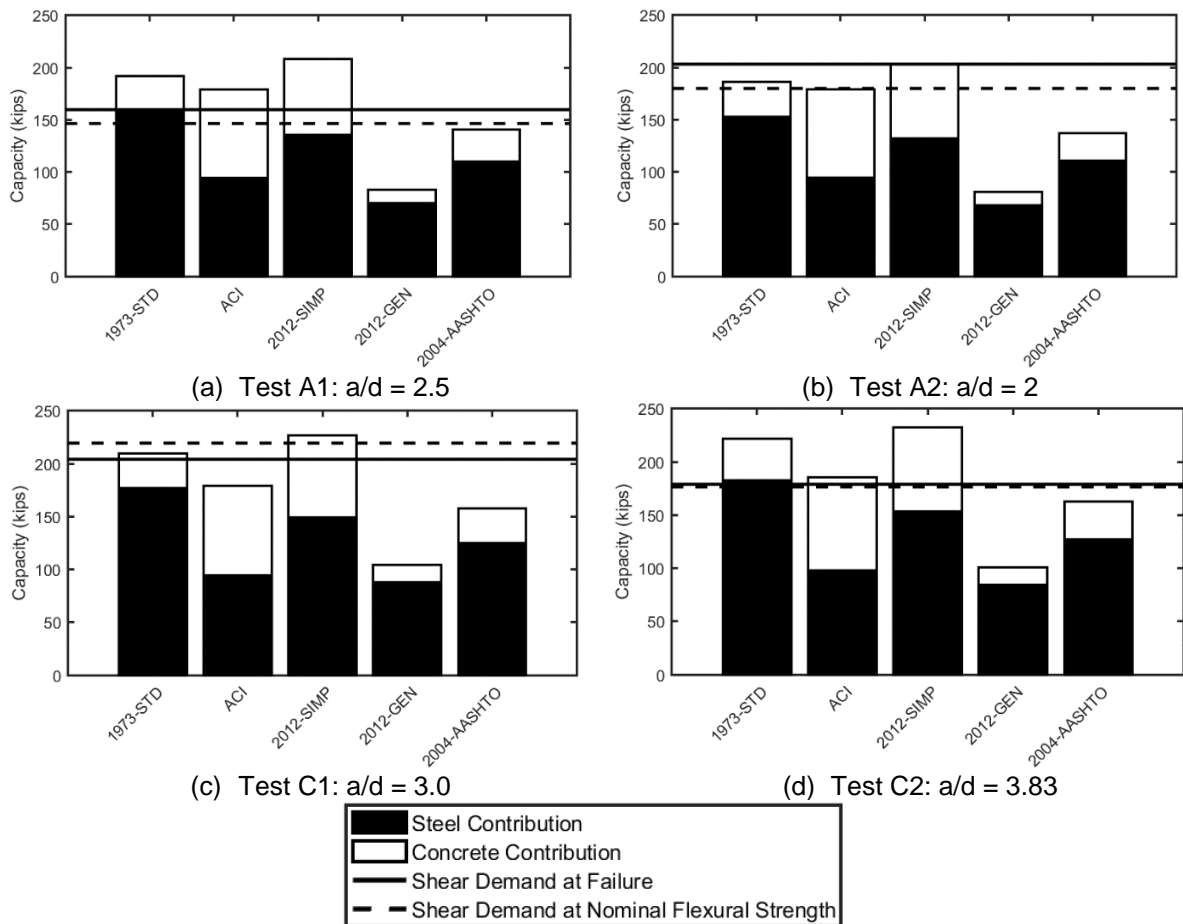 250
200
150
100
50
0
Capacity (kips)
1973-STD
ACI
2012-SIMP
2012-GEN
2004-AASHTO
(a) Test A1: a/d = 2.5
250
200
150
100
50
0
Capacity (kips)
1973-STD
ACI
2012-SIMP
2012-GEN
2004-AASHTO
(b) Test A2: a/d = 2
250
200
150
100
50
0
Capacity (kips)
1973-STD
ACI
2012-SIMP
2012-GEN
2004-AASHTO
(c) Test C1: a/d = 3.0
250
200
150
100
50
0
Capacity (kips)
1973-STD
ACI
2012-SIMP
2012-GEN
2004-AASHTO
(d) Test C2: a/d = 3.83
Steel Contribution
Concrete Contribution
Shear Demand at Failure
Shear Demand at Nominal Flexural Strength